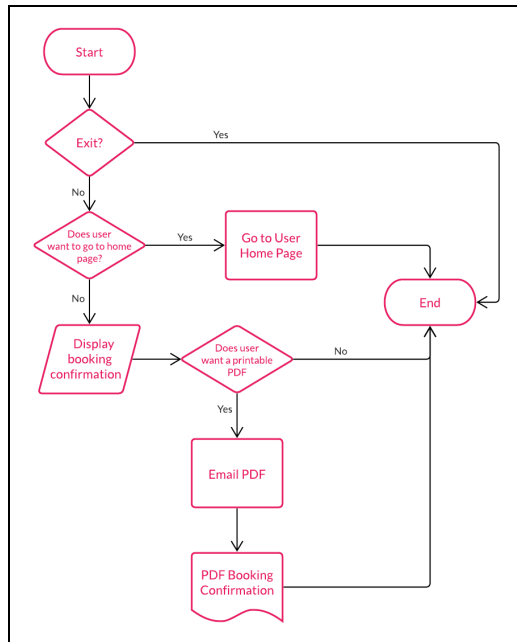 Start
Exit?
Yes
No
Does user
want to go to home
page?
Yes
Go to User
Home Page
No
End
Display
booking
confirmation
Does user
want a printable
PDF
No
Yes
Email PDF
PDF Booking
Confirmation